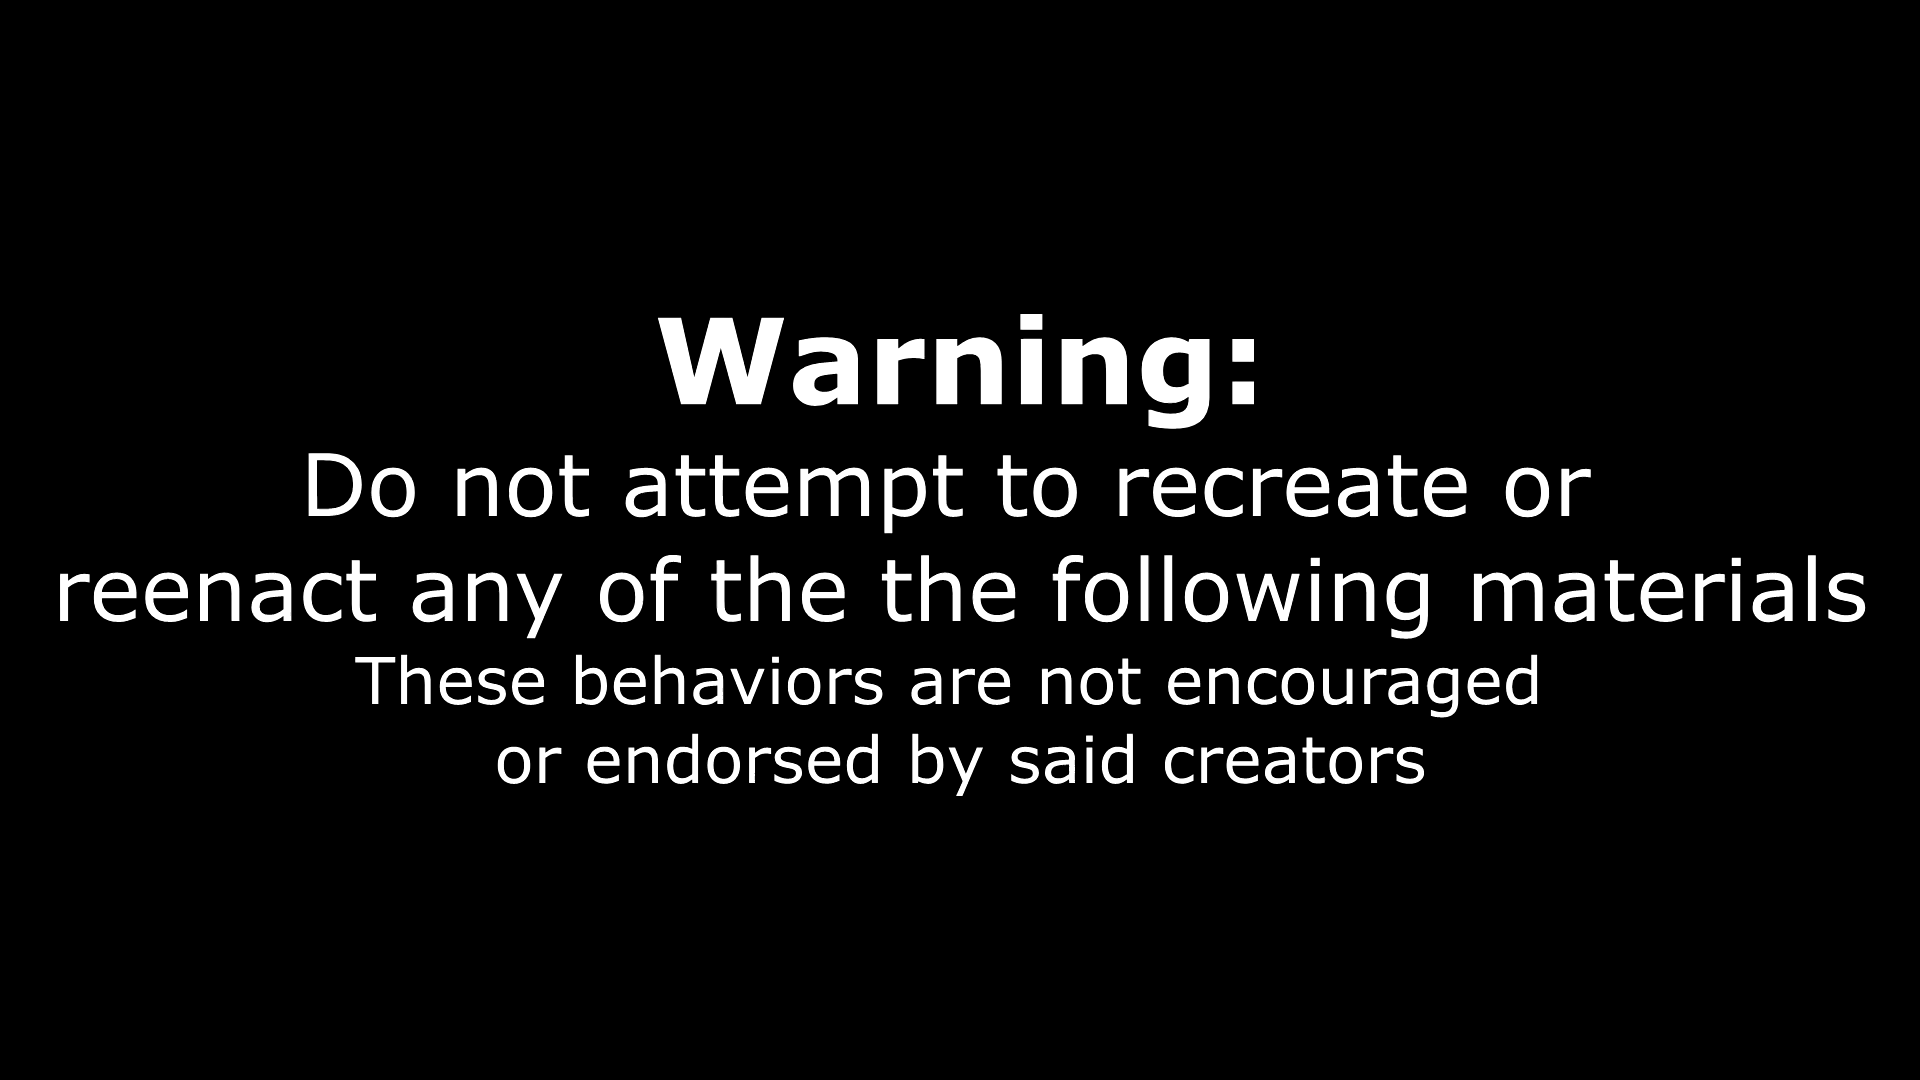 Warning:
Do not attempt to recreate or
reenact any of the the following materials
These behaviors are not encouraged
or endorsed by said creators